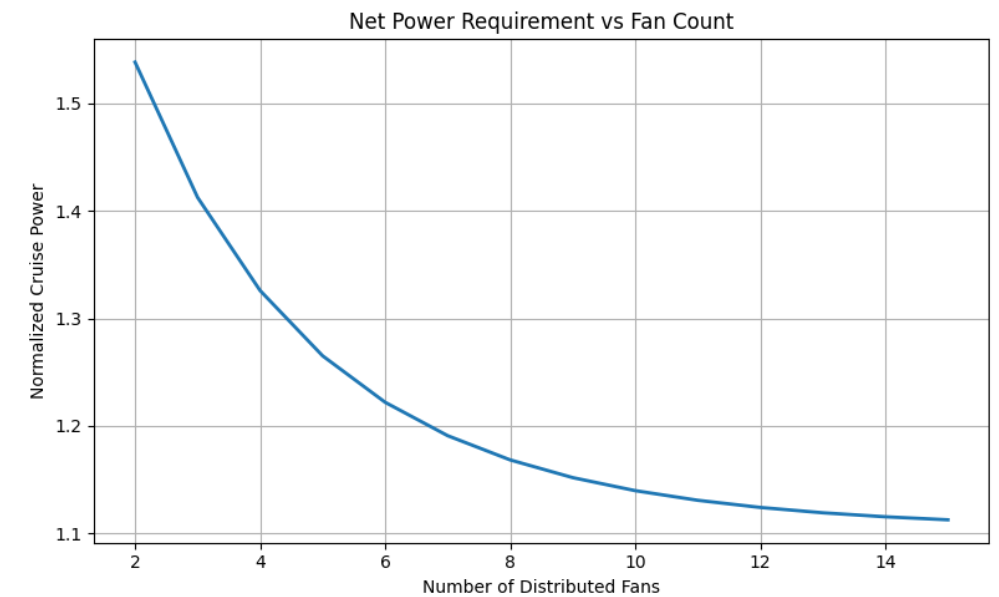 Net Power Requirement vs Fan Count
1.5
1.4
1.3
1.2
1.1
Normalized Cruise Power
2 4 6 8 10 12 14
Number of Distributed Fans